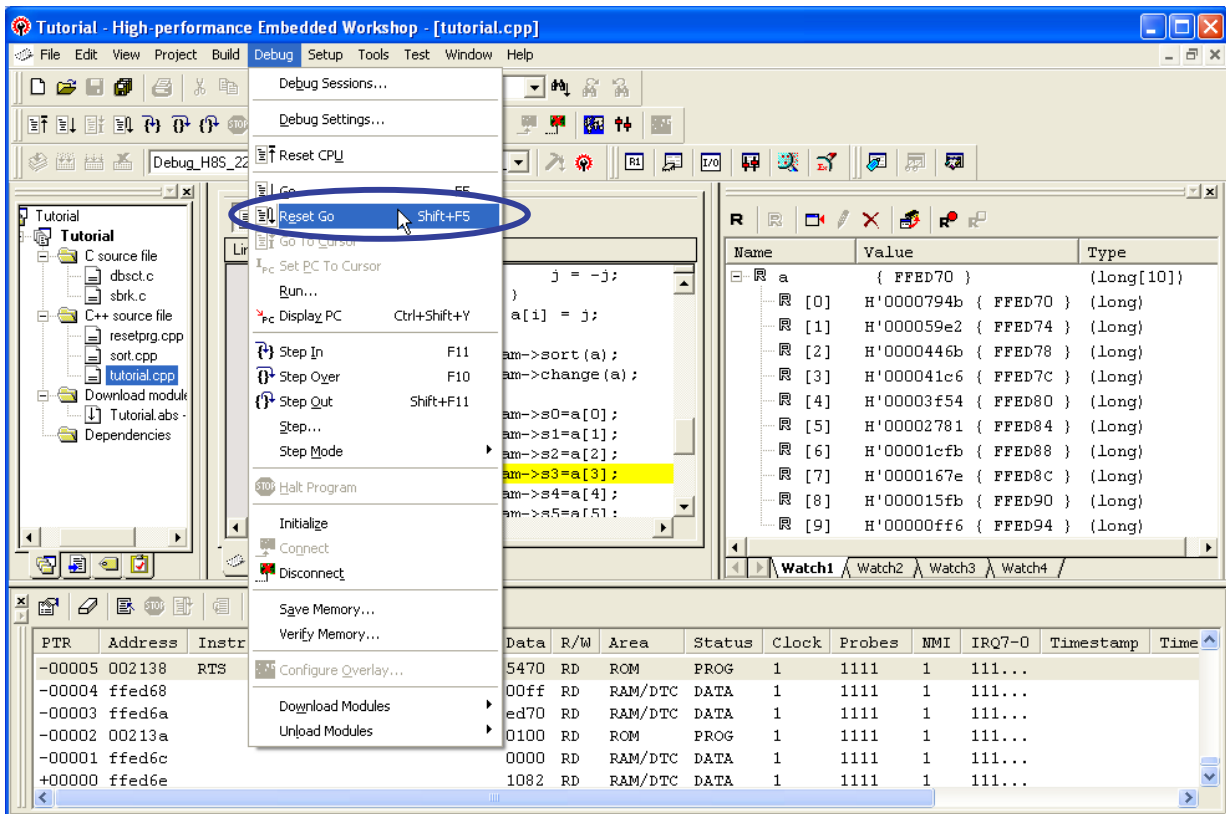 Tutorial - High-performance Embedded Workshop - [tutorial.cpp]
File Edit View Project Build Debug Setup Tools Test Window Help
Debug_H8S_22
R1 I/O
Tutorial
Tutorial
C source file
dbsct.c
sbrk.c
C++ source file
resetprg.cpp
sort.cpp
tutorial.cpp
Download module
Tutorial.abs -
Dependencies
Debug Sessions...
Debug Settings...
Reset CPU
Go F5
Reset Go Shift+F5
Go To Cursor
Set PC To Cursor
Run...
Display PC Ctrl+Shift+Y
Step In F11
Step Over F10
Step Out Shift+F11
Step...
Step Mode
STOP Halt Program
Initialize
Connect
Disconnect
Save Memory...
Verify Memory...
Configure Overlay...
Download Modules
Unload Modules
j = -j;
}
a[i] = j;
am->sort(a);
am->change(a);
am->s0=a[0];
am->s1=a[1];
am->s2=a[2];
am->s3=a[3];
am->s4=a[4];
am->s5=a[5];
Name Value Type
a { FFED70 } (long[10])
[0] H'0000794b { FFED70 } (long)
[1] H'000059e2 { FFED74 } (long)
[2] H'0000446b { FFED78 } (long)
[3] H'000041c6 { FFED7C } (long)
[4] H'00003f54 { FFED80 } (long)
[5] H'00002781 { FFED84 } (long)
[6] H'00001cfb { FFED88 } (long)
[7] H'0000167e { FFED8C } (long)
[8] H'000015fb { FFED90 } (long)
[9] H'00000ff6 { FFED94 } (long)
Watch1 Watch2 Watch3 Watch4
PTR Address Instr Data R/W Area Status Clock Probes NMI IRQ7-0 Timestamp Time
-00005 002138 RTS 5470 RD ROM PROG 1 1111 1 111...
-00004 ffed68 00ff RD RAM/DTC DATA 1 1111 1 111...
-00003 ffed6a ed70 RD RAM/DTC DATA 1 1111 1 111...
-00002 00213a 0100 RD ROM PROG 1 1111 1 111...
-00001 ffed6c 0000 RD RAM/DTC DATA 1 1111 1 111...
+00000 ffed6e 1082 RD RAM/DTC DATA 1 1111 1 111...